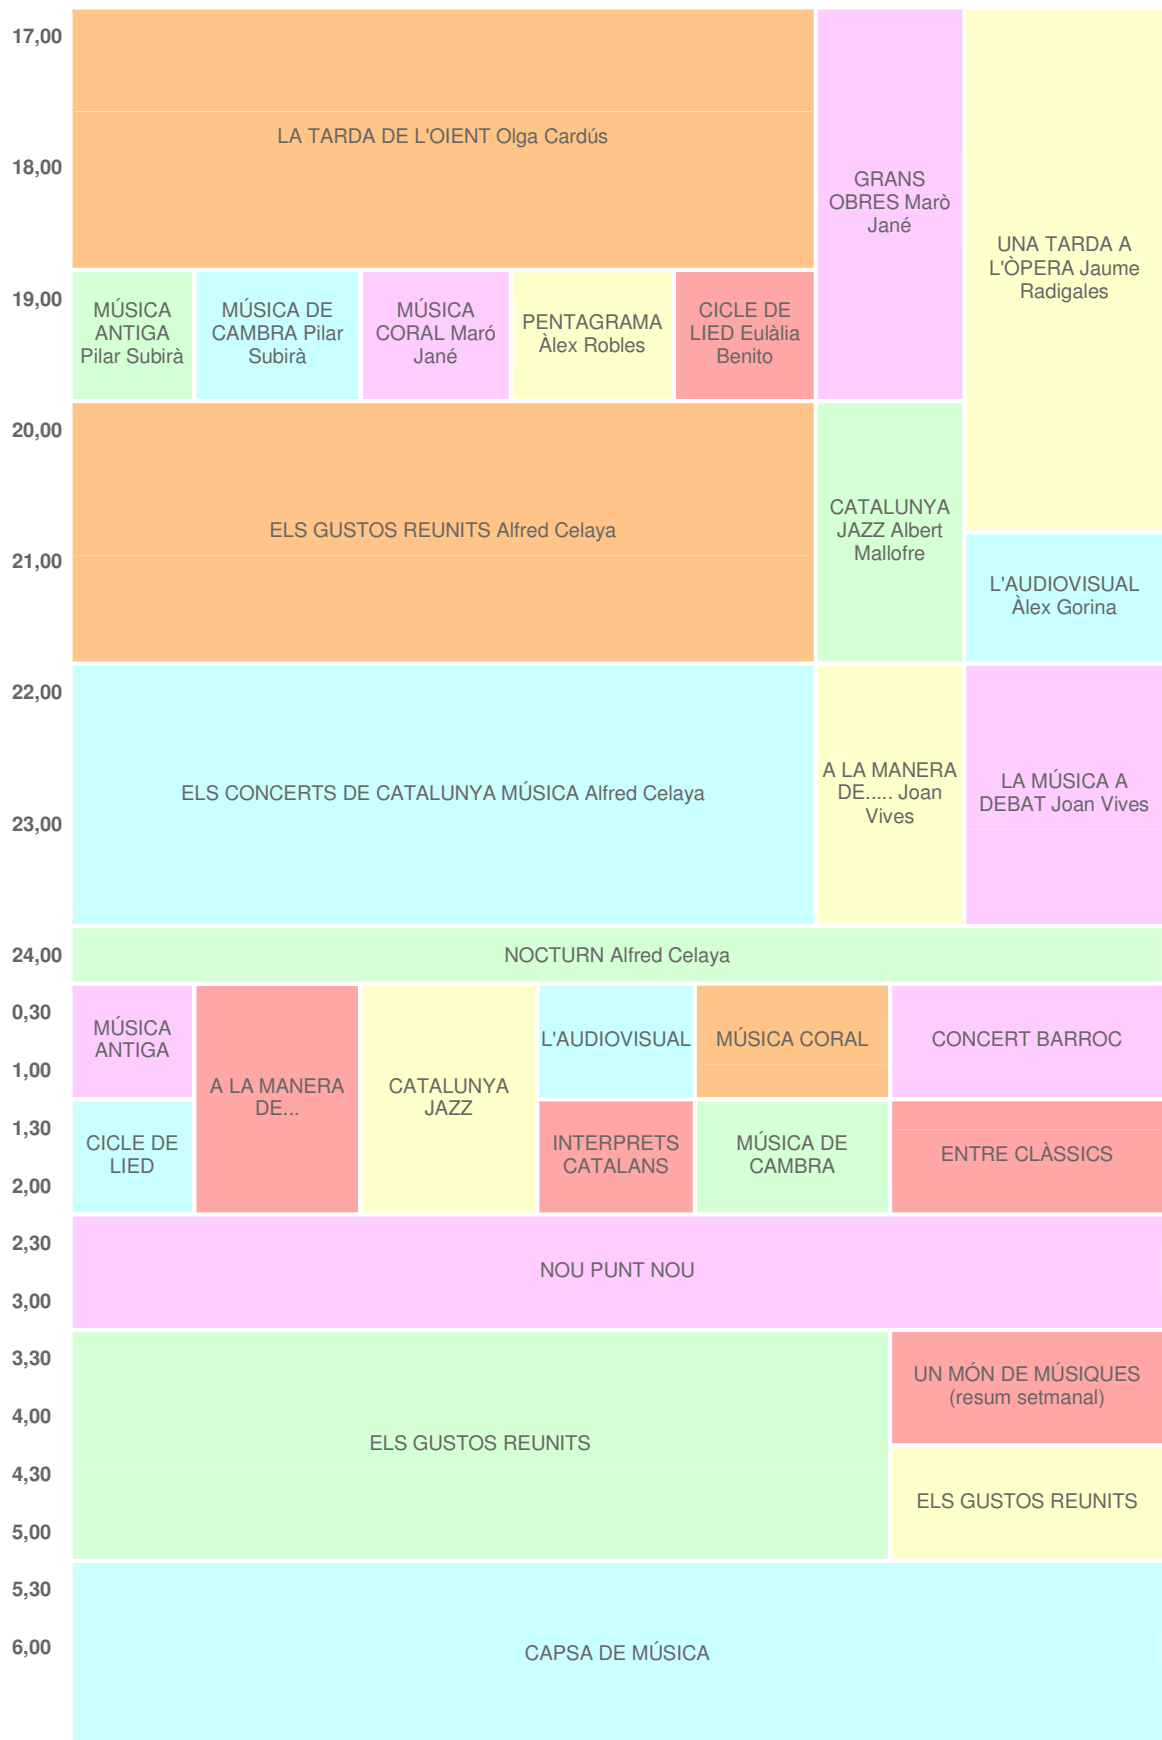 17,00
LA TARDA DE L'OIENT Olga Cardús
18,00
GRANS
OBRES Marò
Jané
UNA TARDA A
L'ÒPERA Jaume
Radigales
19,00
MÚSICA
ANTIGA
Pilar Subirà
MÚSICA DE
CAMBRA Pilar
Subirà
MÚSICA
CORAL Maró
Jané
PENTAGRAMA
Àlex Robles
CICLE DE
LIED Eulàlia
Benito
20,00
ELS GUSTOS REUNITS Alfred Celaya
CATALUNYA
JAZZ Albert
Mallofre
21,00
L'AUDIOVISUAL
Àlex Gorina
22,00
ELS CONCERTS DE CATALUNYA MÚSICA Alfred Celaya
A LA MANERA
DE..... Joan
Vives
LA MÚSICA A
DEBAT Joan Vives
23,00
24,00
NOCTURN Alfred Celaya
0,30
MÚSICA
ANTIGA
L'AUDIOVISUAL
MÚSICA CORAL
CONCERT BARROC
1,00
A LA MANERA
DE...
CATALUNYA
JAZZ
1,30
CICLE DE
LIED
INTERPRETS
CATALANS
MÚSICA DE
CAMBRA
ENTRE CLÀSSICS
2,00
2,30
NOU PUNT NOU
3,00
3,30
UN MÓN DE MÚSIQUES
(resum setmanal)
4,00
ELS GUSTOS REUNITS
4,30
ELS GUSTOS REUNITS
5,00
5,30
6,00
CAPSA DE MÚSICA